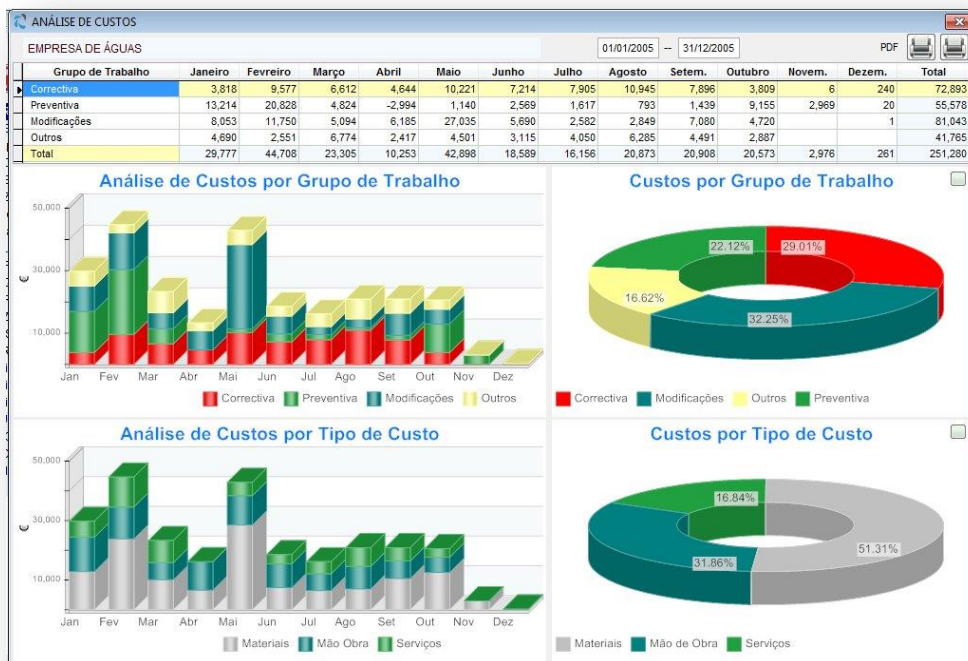 ANÁLISE DE CUSTOS
EMPRESA DE ÁGUAS 01/01/2005 -- 31/12/2005 PDF
Grupo de Trabalho Janeiro Fevereiro Março Abril Maio Junho Julho Agosto Setem. Outubro Novem. Dezem. Total
Correctiva 3,818 9,577 6,612 4,644 10,221 7,214 7,905 10,945 7,896 3,809 6 240 72,893
Preventiva 13,214 20,828 4,824 -2,994 1,140 2,569 1,617 793 1,439 9,155 2,969 20 55,578
Modificações 8,053 11,750 5,094 6,185 27,035 5,690 2,582 2,849 7,080 4,720 1 81,043
Outros 4,690 2,551 6,774 2,417 4,501 3,115 4,050 6,285 4,491 2,887 41,765
Total 29,777 44,708 23,305 10,253 42,898 18,589 16,156 20,873 20,908 20,573 2,976 261 251,280
Análise de Custos por Grupo de Trabalho
50,000
30,000
€
10,000
Jan Fev Mar Abr Mai Jun Jul Ago Set Out Nov Dez
Correctiva Preventiva Modificações Outros
Custos por Grupo de Trabalho
22.12% 29.01%
16.62%
32.25%
Correctiva Modificações Outros Preventiva
Análise de Custos por Tipo de Custo
50,000
30,000
€
10,000
Jan Fev Mar Abr Mai Jun Jul Ago Set Out Nov Dez
Materiais Mão Obra Serviços
Custos por Tipo de Custo
16.84%
51.31%
31.86%
Materiais Mão de Obra Serviços